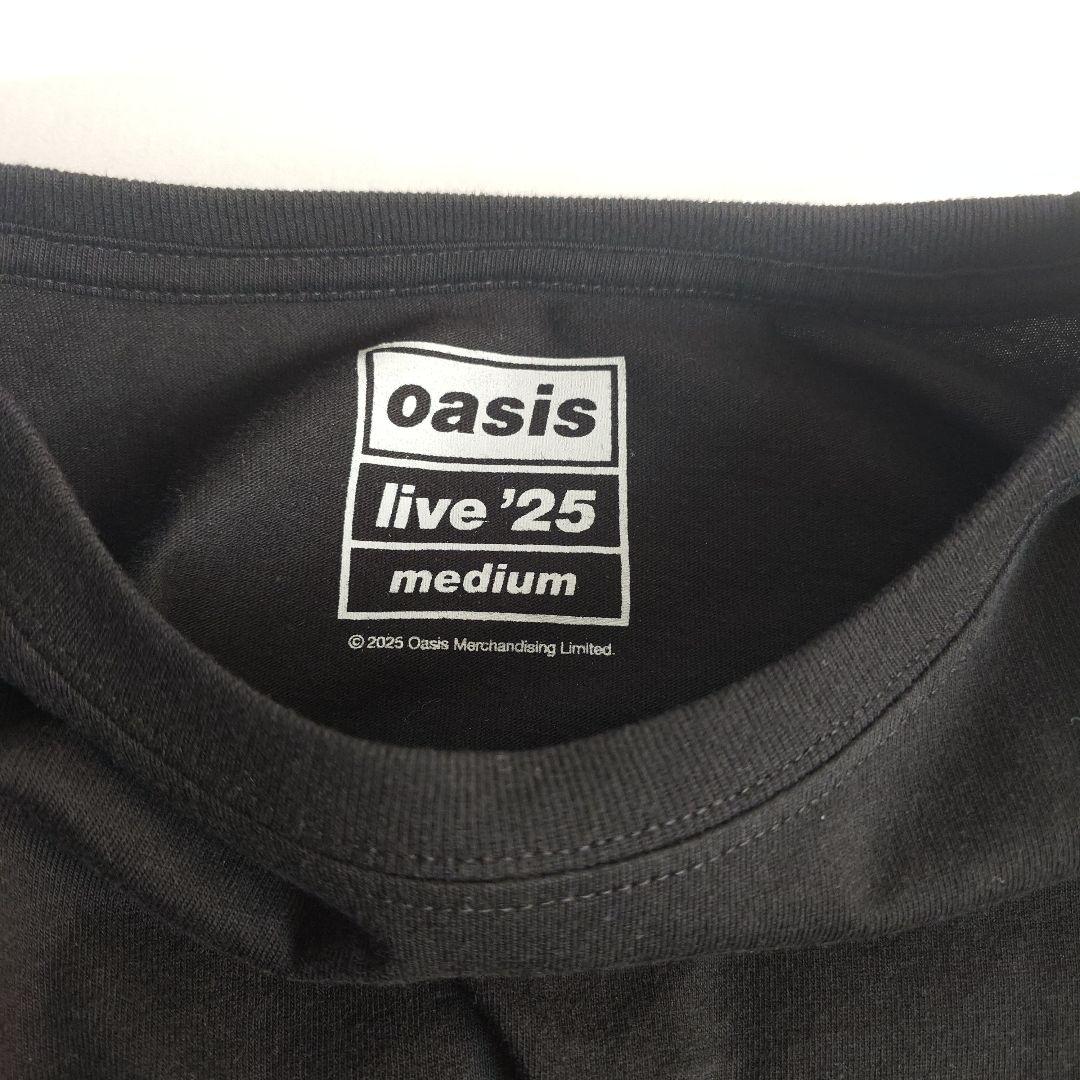 oasis
live ’25
medium
© 2025 Oasis Merchandising Limited.